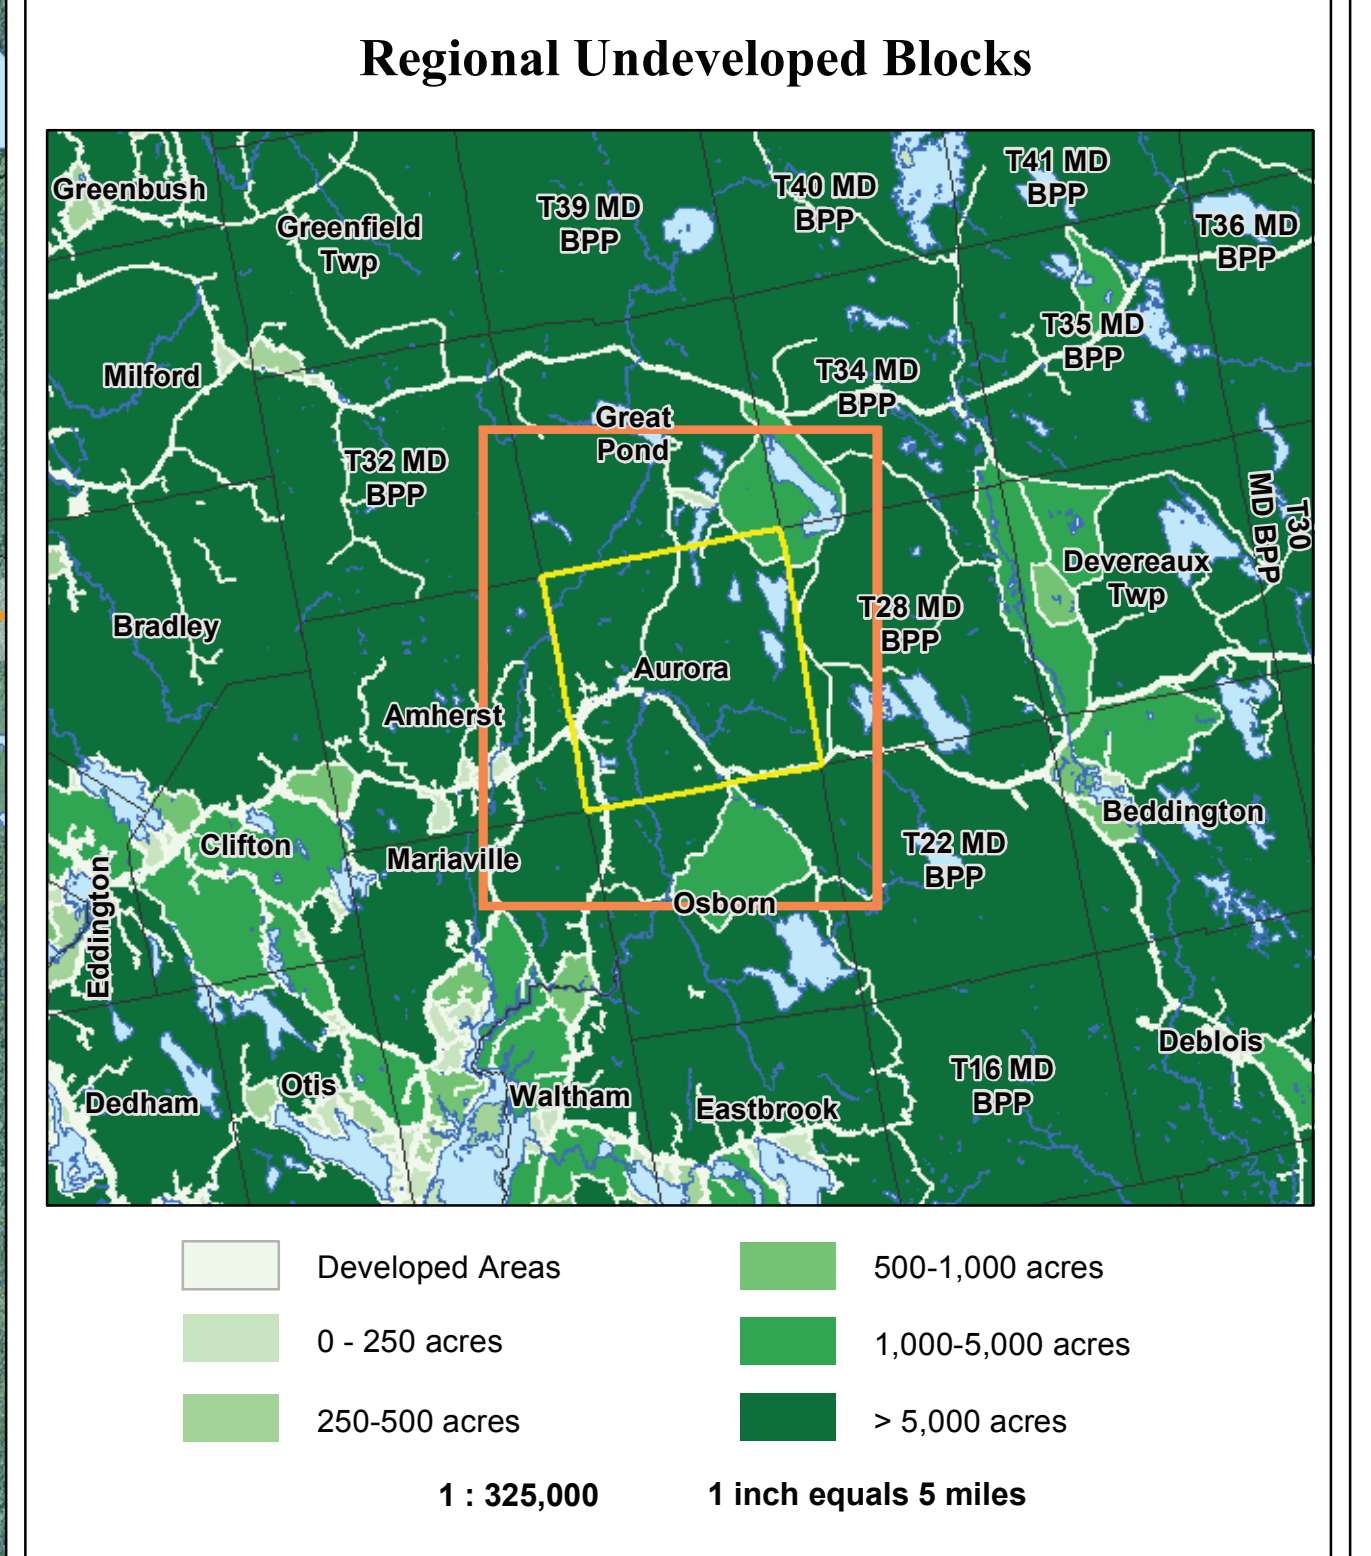 Regional Undeveloped Blocks
Greenbush
Greenfield
Twp
T39 MD
BPP
T40 MD
BPP
T41 MD
BPP
T36 MD
BPP
T35 MD
BPP
Milford
T34 MD
BPP
Great
Pond
T32 MD
BPP
T30
MD BPP
Devereaux
Twp
Bradley
T28 MD
BPP
Aurora
Amherst
Beddington
Clifton
Mariaville
T22 MD
BPP
Eddington
Osborn
Deblois
Dedham
Otis
Waltham
Eastbrook
T16 MD
BPP
Developed Areas
0 - 250 acres
250-500 acres
500-1,000 acres
1,000-5,000 acres
> 5,000 acres
1 : 325,000
1 inch equals 5 miles